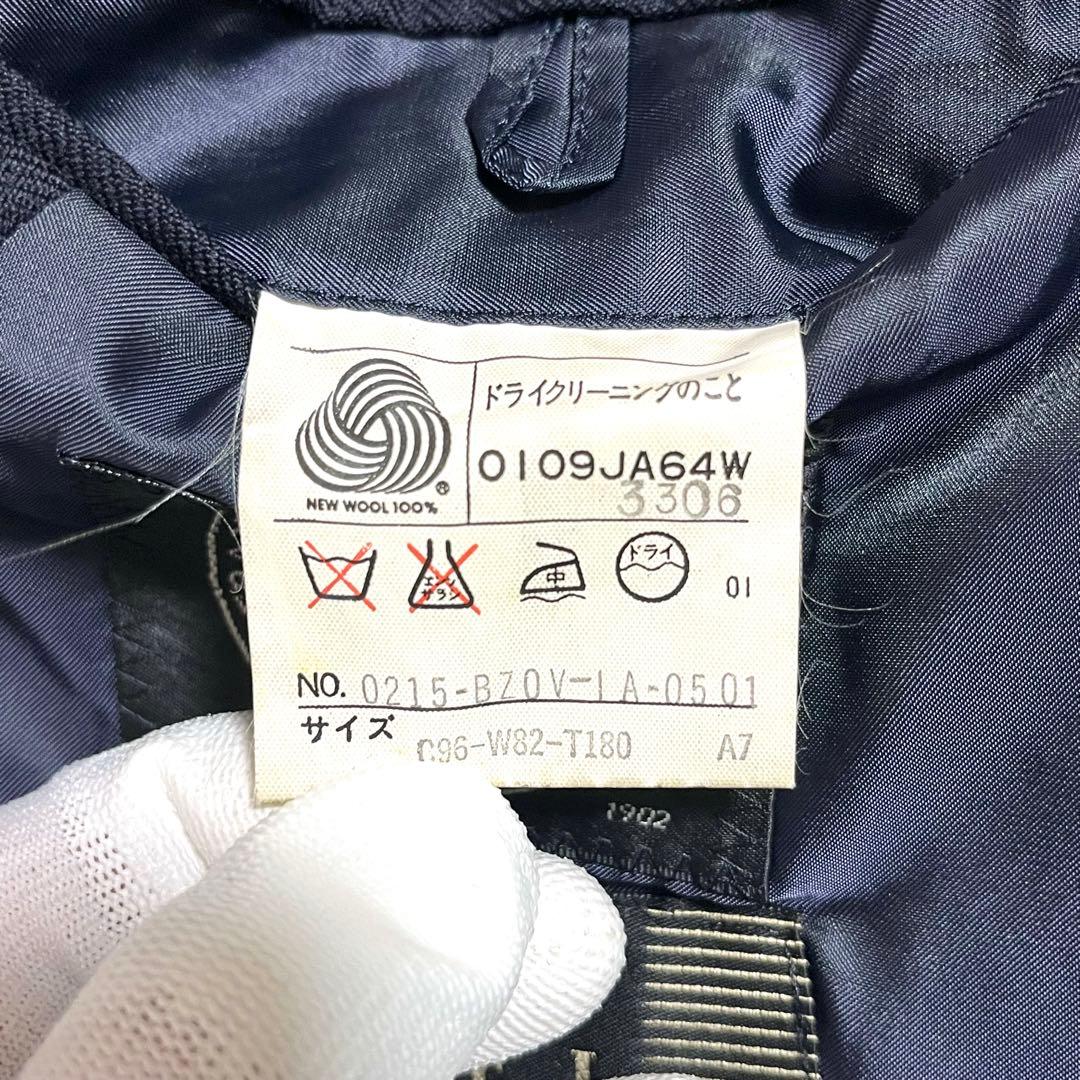 ドライクリーニングのこと
0109JA64W
3306
NEW WOOL 100%
®
エンソ
サラシ
中
ドライ
01
NO. 0215-BZ0V-1A-0501
サイズ C96-W82-T180 A7
1902